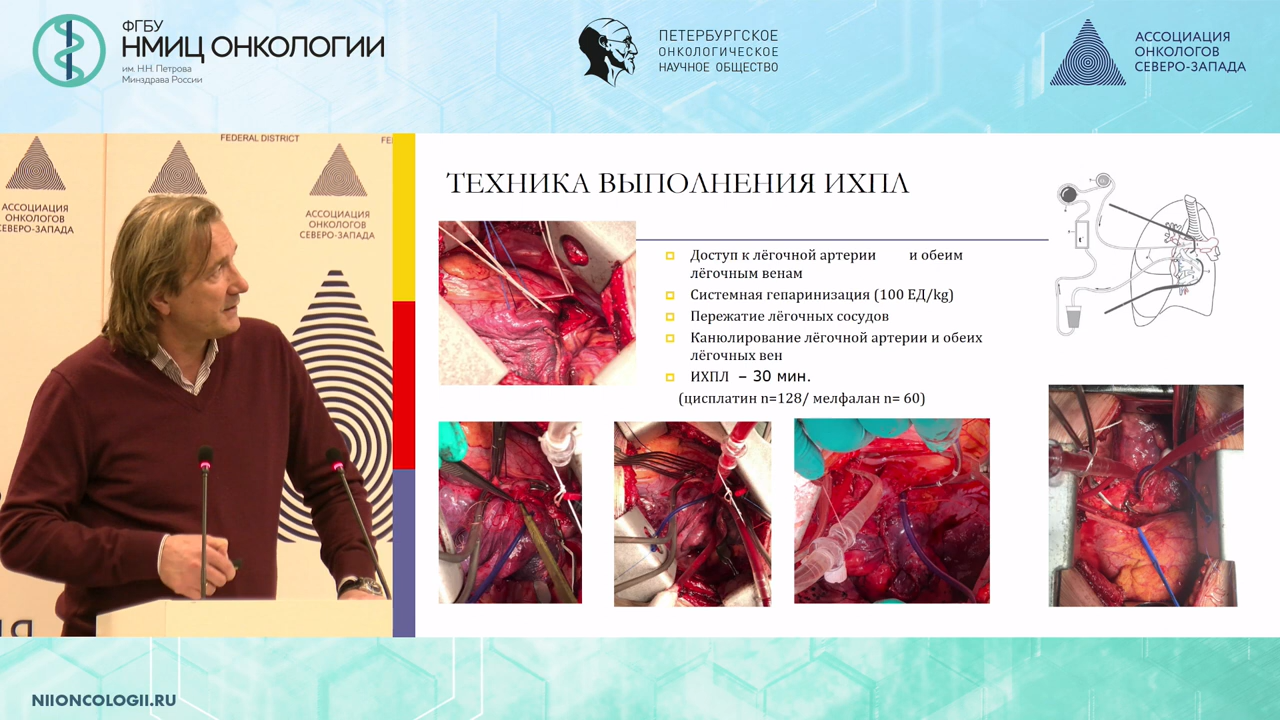 ФГБУ
НМИЦ ОНКОЛОГИИ
им. Н.Н. Петрова
Минздрава России
ПЕТЕРБУРГСКОЕ
ОНКОЛОГИЧЕСКОЕ
НАУЧНОЕ ОБЩЕСТВО
АССОЦИАЦИЯ
ОНКОЛОГОВ
СЕВЕРО-ЗАПАДА
FEDERAL DISTRICT
FE
АССОЦИАЦИЯ
ОНКОЛОГОВ
СЕВЕРО-ЗАПАДА
АССОЦИАЦИЯ
ОНКОЛОГОВ
СЕВЕРО-ЗАПАДА
ТЕХНИКА ВЫПОЛНЕНИЯ ИХПЛ
Доступ к лёгочной артерии и обеим
лёгочным венам
Системная гепаринизация (100 ЕД/kg)
Пережатие лёгочных сосудов
Канюлирование лёгочной артерии и обеих
лёгочных вен
ИХПЛ – 30 мин.
(цисплатин n=128/ мелфалан n= 60)
NIIONCOLOGII.RU